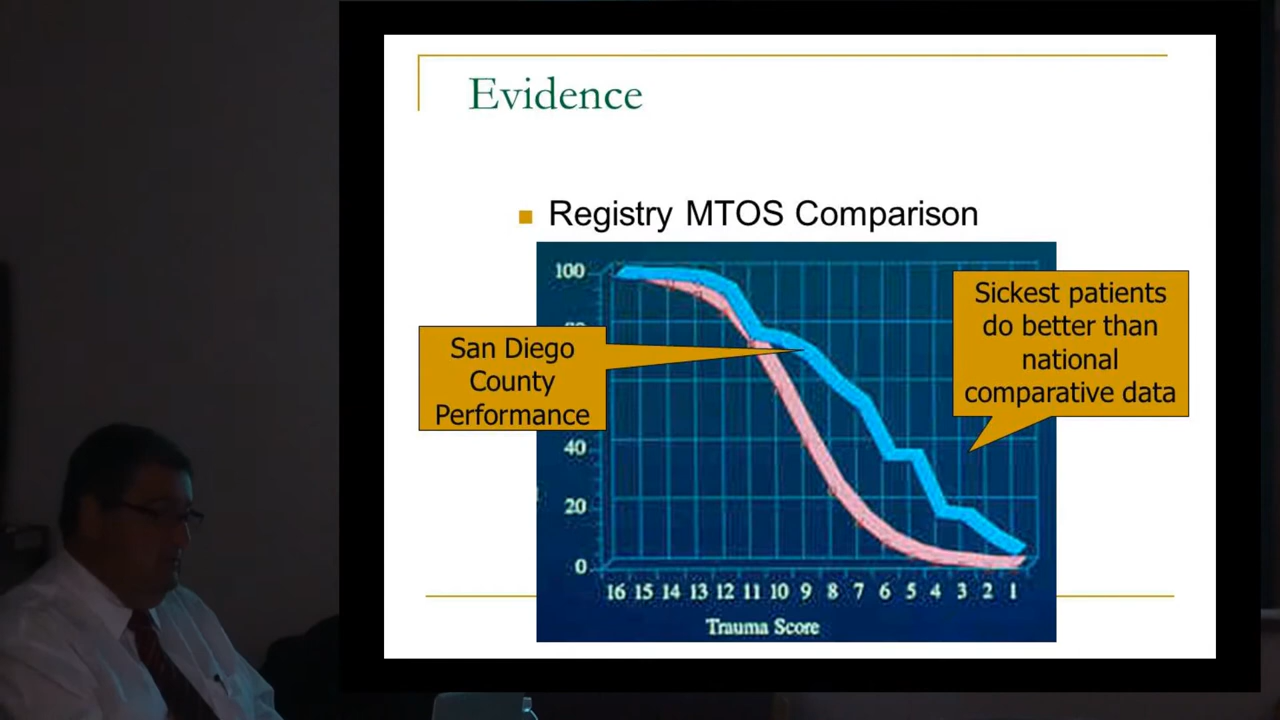 Evidence
Registry MTOS Comparison
100
San Diego
County
Performance
Sickest patients
do better than
national
comparative data
40
20
0
16 15 14 13 12 11 10 9 8 7 6 5 4 3 2 1
Trauma Score